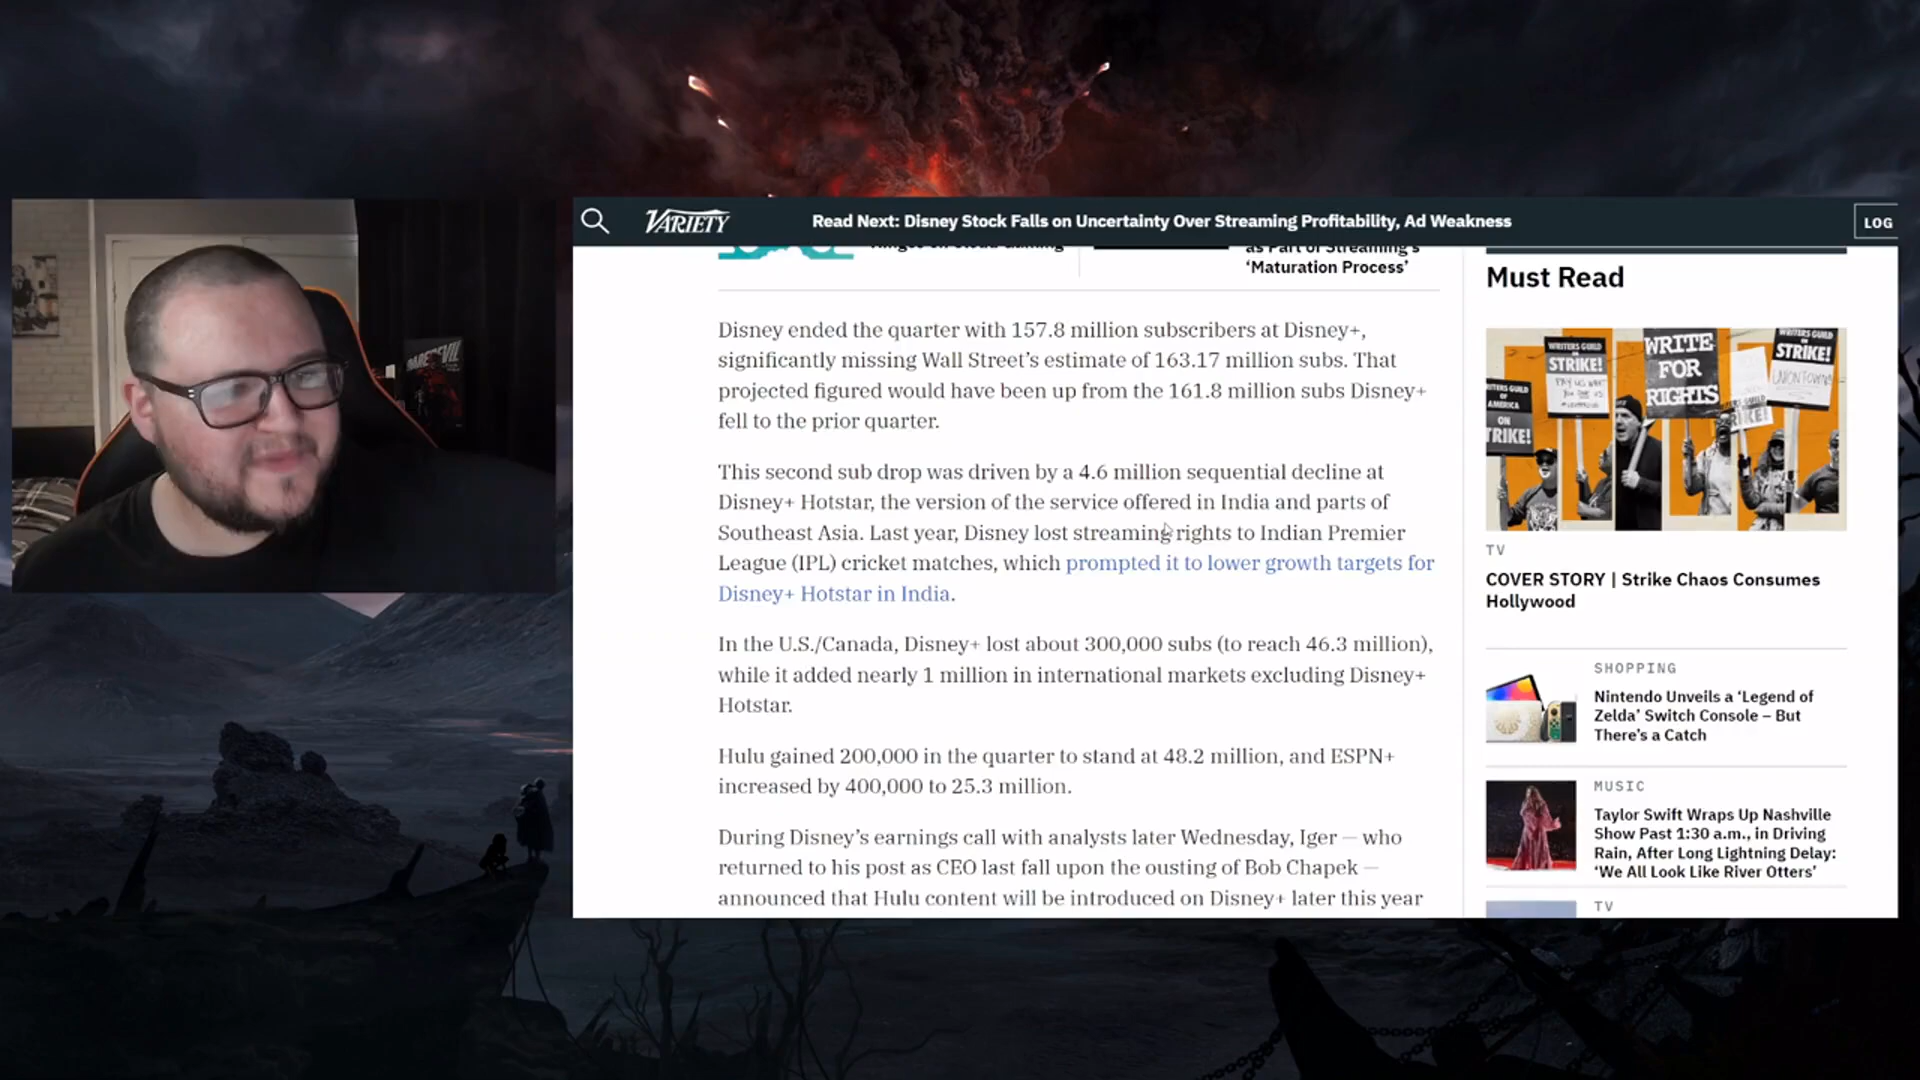 VARIETY
Read Next: Disney Stock Falls on Uncertainty Over Streaming Profitability, Ad Weakness
LOG
as Part of Streaming's
‘Maturation Process’
Disney ended the quarter with 157.8 million subscribers at Disney+,
significantly missing Wall Street’s estimate of 163.17 million subs. That
projected figured would have been up from the 161.8 million subs Disney+
fell to the prior quarter.
This second sub drop was driven by a 4.6 million sequential decline at
Disney+ Hotstar, the version of the service offered in India and parts of
Southeast Asia. Last year, Disney lost streaming rights to Indian Premier
League (IPL) cricket matches, which prompted it to lower growth targets for
Disney+ Hotstar in India.
In the U.S./Canada, Disney+ lost about 300,000 subs (to reach 46.3 million),
while it added nearly 1 million in international markets excluding Disney+
Hotstar.
Hulu gained 200,000 in the quarter to stand at 48.2 million, and ESPN+
increased by 400,000 to 25.3 million.
During Disney’s earnings call with analysts later Wednesday, Iger — who
returned to his post as CEO last fall upon the ousting of Bob Chapek —
announced that Hulu content will be introduced on Disney+ later this year
Must Read
WRITERS GUILD
STRIKE!
WRITE
FOR
RIGHTS
WRITERS GUILD
STRIKE!
TV
COVER STORY | Strike Chaos Consumes
Hollywood
SHOPPING
Nintendo Unveils a ‘Legend of
Zelda’ Switch Console – But
There’s a Catch
MUSIC
Taylor Swift Wraps Up Nashville
Show Past 1:30 a.m., in Driving
Rain, After Long Lightning Delay:
‘We All Look Like River Otters’
TV
DAREDEVIL